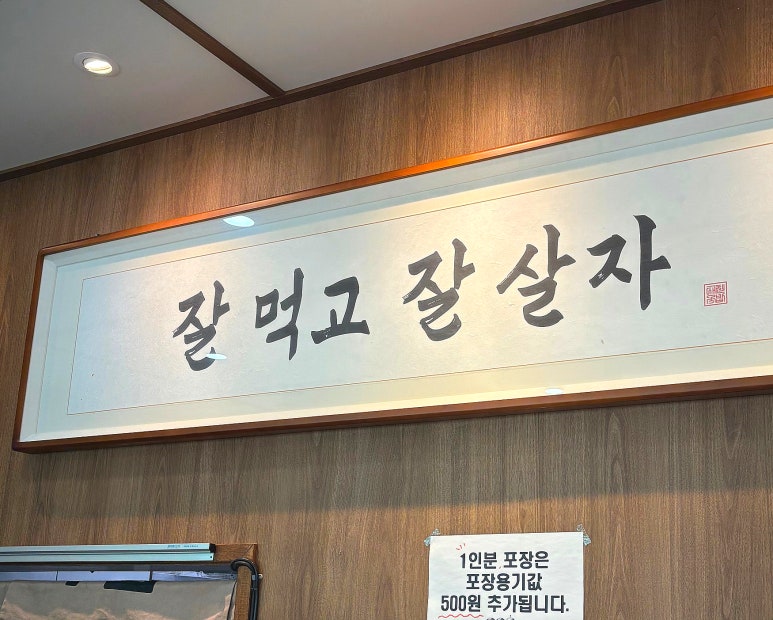 잘 먹고 잘 살자
1인분 포장은
포장용기값
500원 추가됩니다.